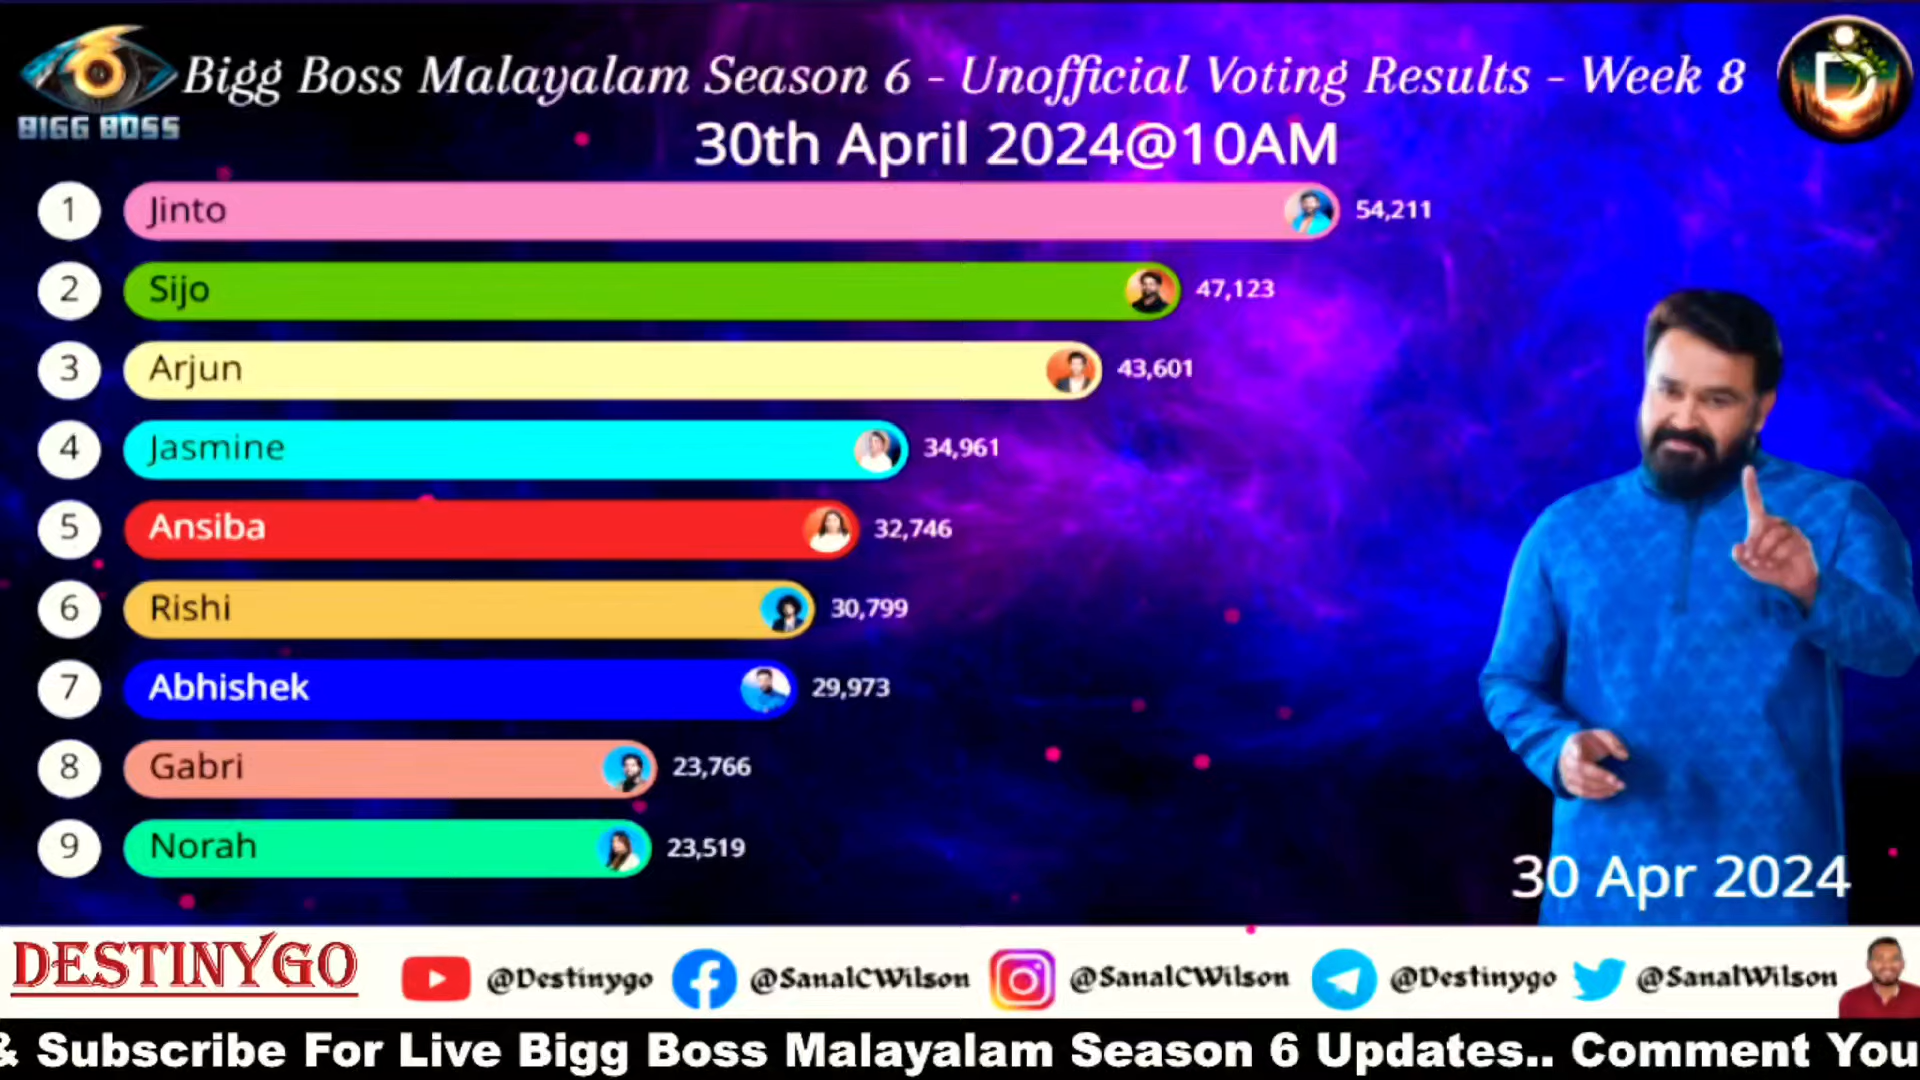 Bigg Boss Malayalam Season 6 - Unofficial Voting Results - Week 8
BIGG BOSS
D
30th April 2024@10AM
1 Jinto 54,211
2 Sijo 47,123
3 Arjun 43,601
4 Jasmine 34,961
5 Ansiba 32,746
6 Rishi 30,799
7 Abhishek 29,973
8 Gabri 23,766
9 Norah 23,519
30 Apr 2024
DESTINYGO @Destinygo @SanalCWilson @SanalCWilson @Destinygo @SanalWilson
& Subscribe For Live Bigg Boss Malayalam Season 6 Updates.. Comment You